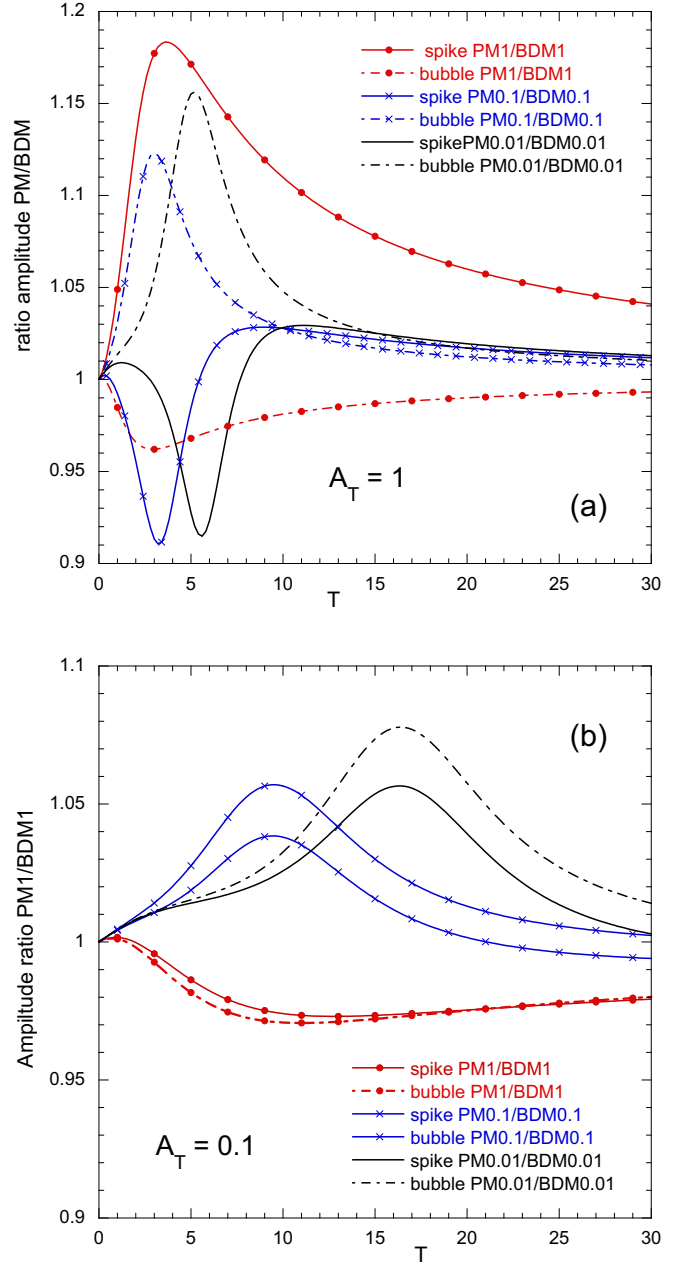 1.2
spike PM1/BDM1
bubble PM1/BDM1
spike PM0.1/BDM0.1
bubble PM0.1/BDM0.1
spikePM0.01/BDM0.01
bubble PM0.01/BDM0.01
1.15
1.1
1.05
1
0.95
0.9
ratio amplitude PM/BDM
A_T = 1
(a)
0 5 10 15 20 25 30
T
1.1
(b)
1.05
1
0.95
0.9
Amplitude ratio PM1/BDM1
spike PM1/BDM1
bubble PM1/BDM1
spike PM0.1/BDM0.1
bubble PM0.1/BDM0.1
spike PM0.01/BDM0.01
bubble PM0.01/BDM0.01
A_T = 0.1
0 5 10 15 20 25 30
T